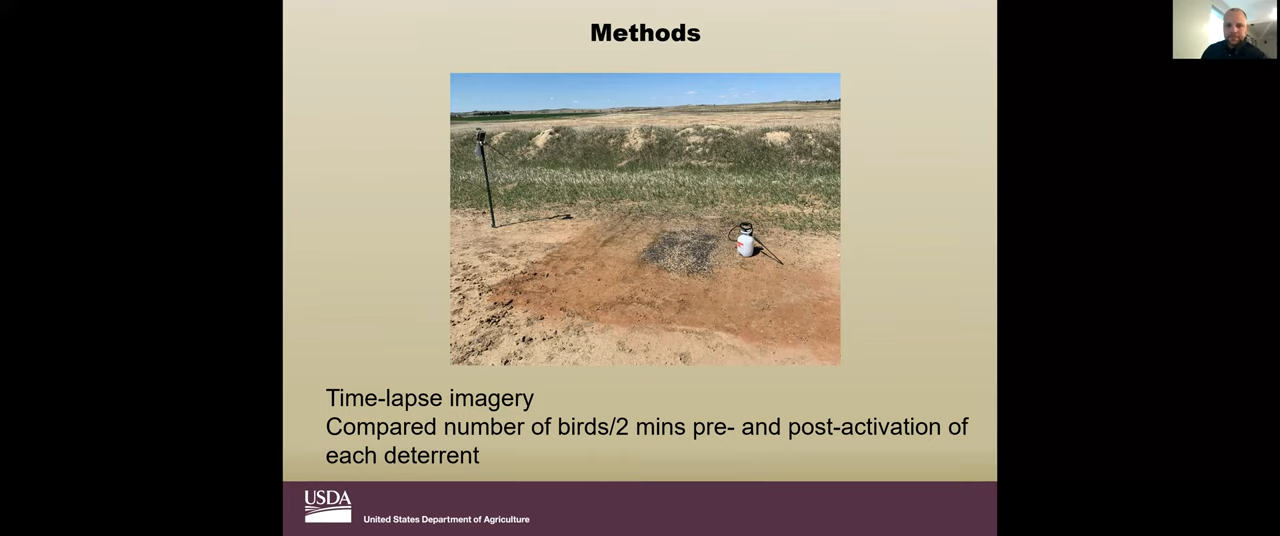 Methods
Time-lapse imagery
Compared number of birds/2 mins pre- and post-activation of
each deterrent
USDA
United States Department of Agriculture